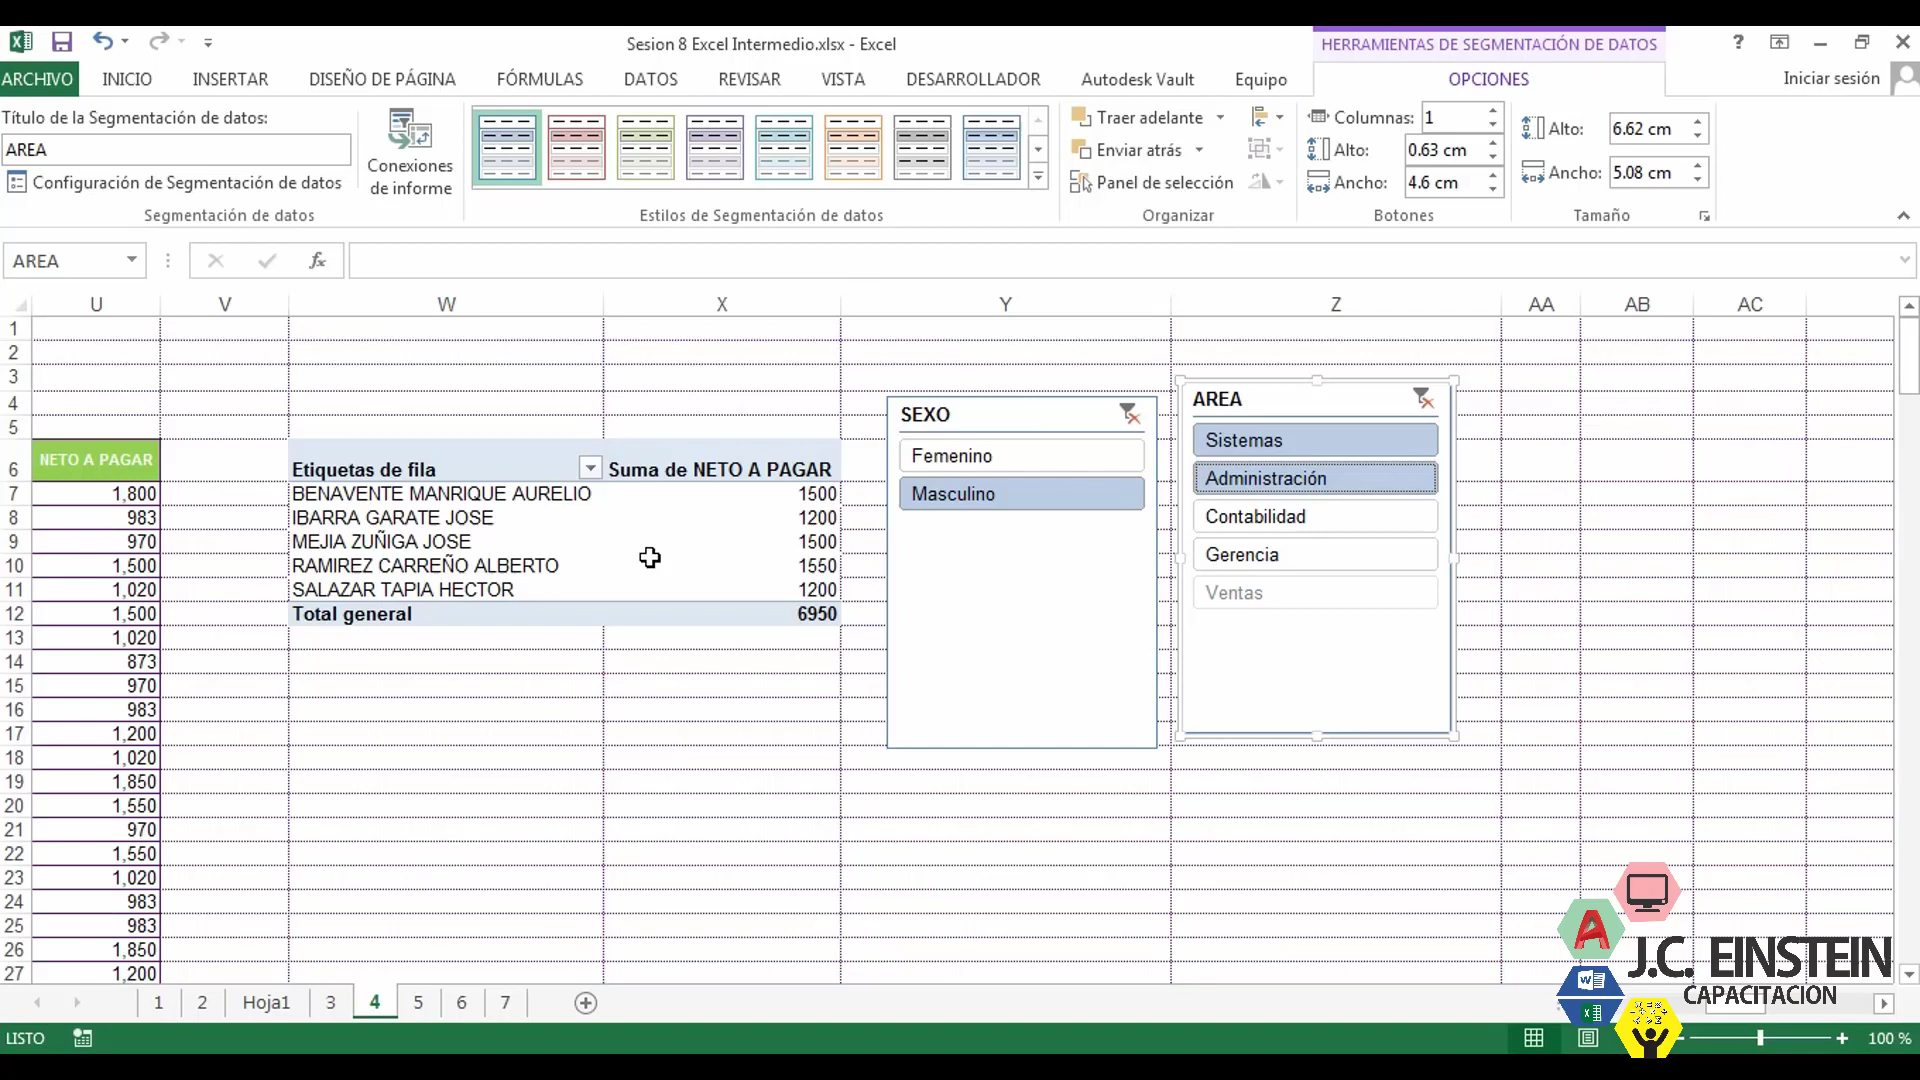 Sesion 8 Excel Intermedio.xlsx - Excel
HERRAMIENTAS DE SEGMENTACIÓN DE DATOS
?
ARCHIVO INICIO INSERTAR DISEÑO DE PÁGINA FÓRMULAS DATOS REVISAR VISTA DESARROLLADOR Autodesk Vault Equipo OPCIONES Iniciar sesión
Título de la Segmentación de datos:
AREA
Configuración de Segmentación de datos
Segmentación de datos
Conexiones
de informe
Estilos de Segmentación de datos
Traer adelante
Enviar atrás
Panel de selección
Organizar
Columnas: 1
Alto: 0.63 cm
Ancho: 4.6 cm
Botones
Alto: 6.62 cm
Ancho: 5.08 cm
Tamaño
AREA fx
U V W X Y Z AA AB AC
1
2
3
4
5
6 NETO A PAGAR Etiquetas de fila Suma de NETO A PAGAR
7 1,800 BENAVENTE MANRIQUE AURELIO 1500
8 983 IBARRA GARATE JOSE 1200
9 970 MEJIA ZUÑIGA JOSE 1500
10 1,500 RAMIREZ CARREÑO ALBERTO 1550
11 1,020 SALAZAR TAPIA HECTOR 1200
12 1,500 Total general 6950
13 1,020
14 873
15 970
16 983
17 1,200
18 1,020
19 1,850
20 1,550
21 970
22 1,550
23 1,020
24 983
25 983
26 1,850
27 1,200
SEXO
Femenino
Masculino
AREA
Sistemas
Administración
Contabilidad
Gerencia
Ventas
A
J.C. EINSTEIN
CAPACITACION
1 2 Hoja1 3 4 5 6 7
LISTO
100 %